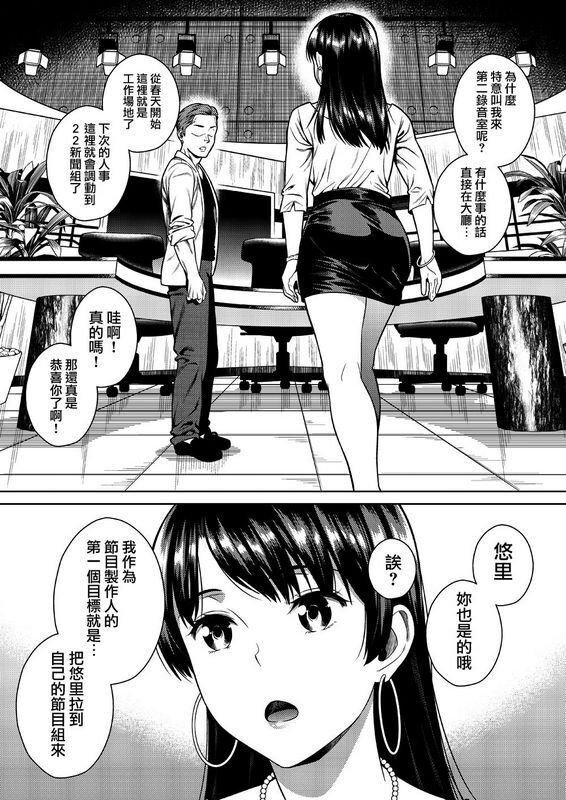 為什麼
特意叫我來
第二錄音室呢？
有什麼事的話
直接在大廳…
從春天開始
這裡就是
工作場地了
下次的人事
這裡就會調動到
22新聞組了
哇啊！
真的嗎！
那還真是
恭喜你了啊！
悠里
妳也是的哦
誒？
我作為
節目製作人的
第一個目標就是…
把悠里拉到
自己的節目組來